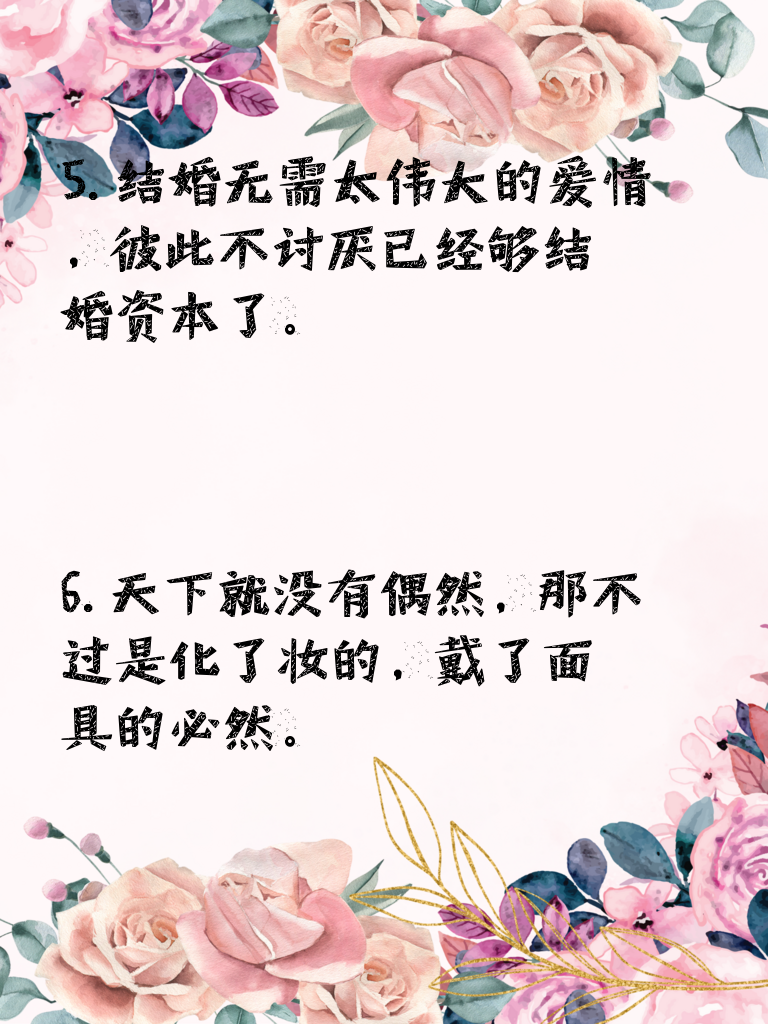 5. 结婚无需太伟大的爱情
，彼此不讨厌已经够结
婚资本了。
6. 天下就没有偶然，那不
过是化了妆的，戴了面
具的必然。